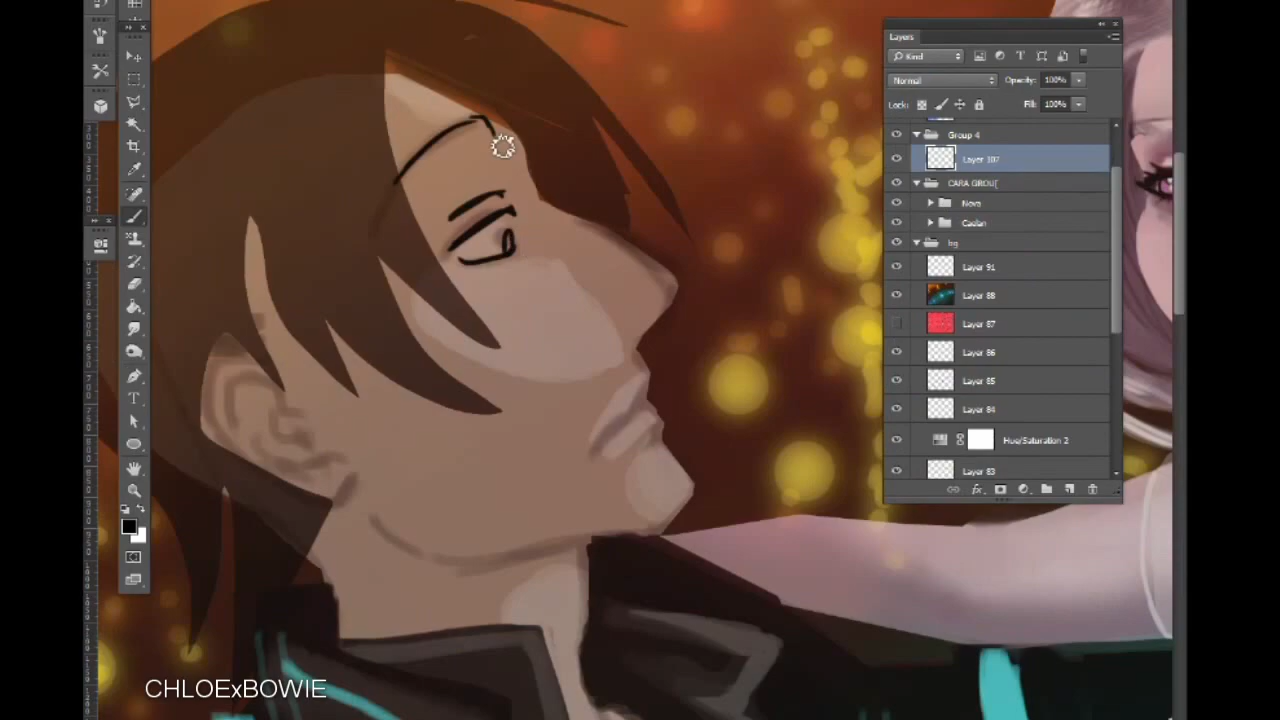 Layers
Kind
Normal
Opacity: 100%
Lock:
Fill: 100%
Group 4
Layer 107
CARA GROU[
Nova
Caelan
bg
Layer 91
Layer 88
Layer 87
Layer 86
Layer 85
Layer 84
Hue/Saturation 2
Layer 83
CHLOExBOWIE